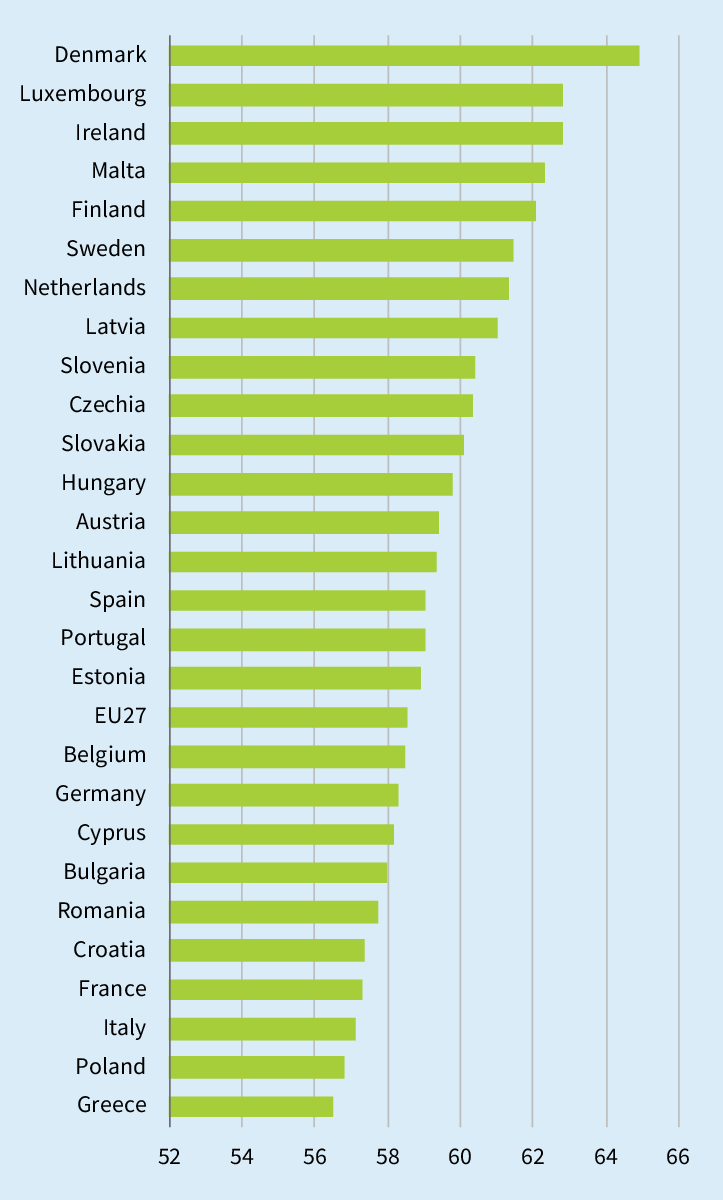 Denmark
Luxembourg
Ireland
Malta
Finland
Sweden
Netherlands
Latvia
Slovenia
Czechia
Slovakia
Hungary
Austria
Lithuania
Spain
Portugal
Estonia
EU27
Belgium
Germany
Cyprus
Bulgaria
Romania
Croatia
France
Italy
Poland
Greece
52 54 56 58 60 62 64 66